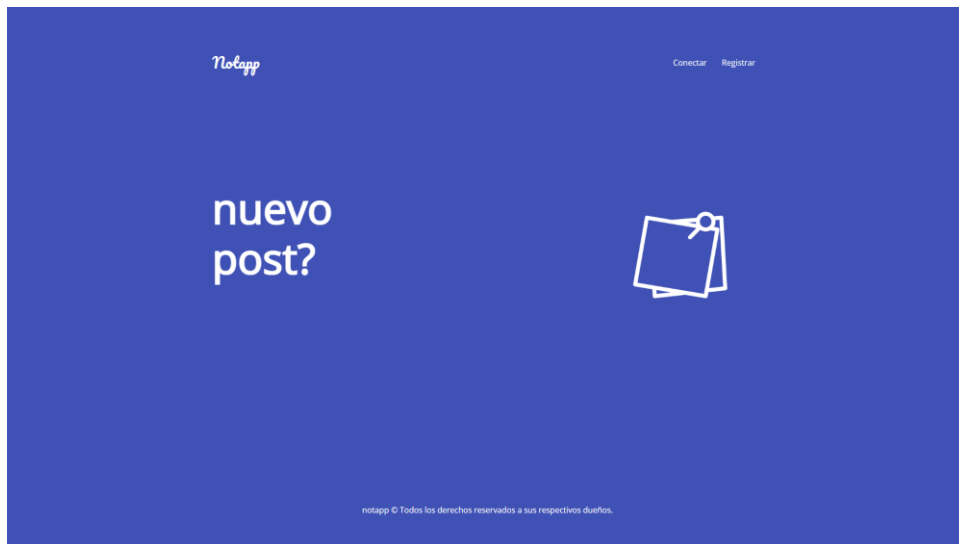 Notapp
Conectar Registrar
nuevo
post?
notapp © Todos los derechos reservados a sus respectivos dueños.